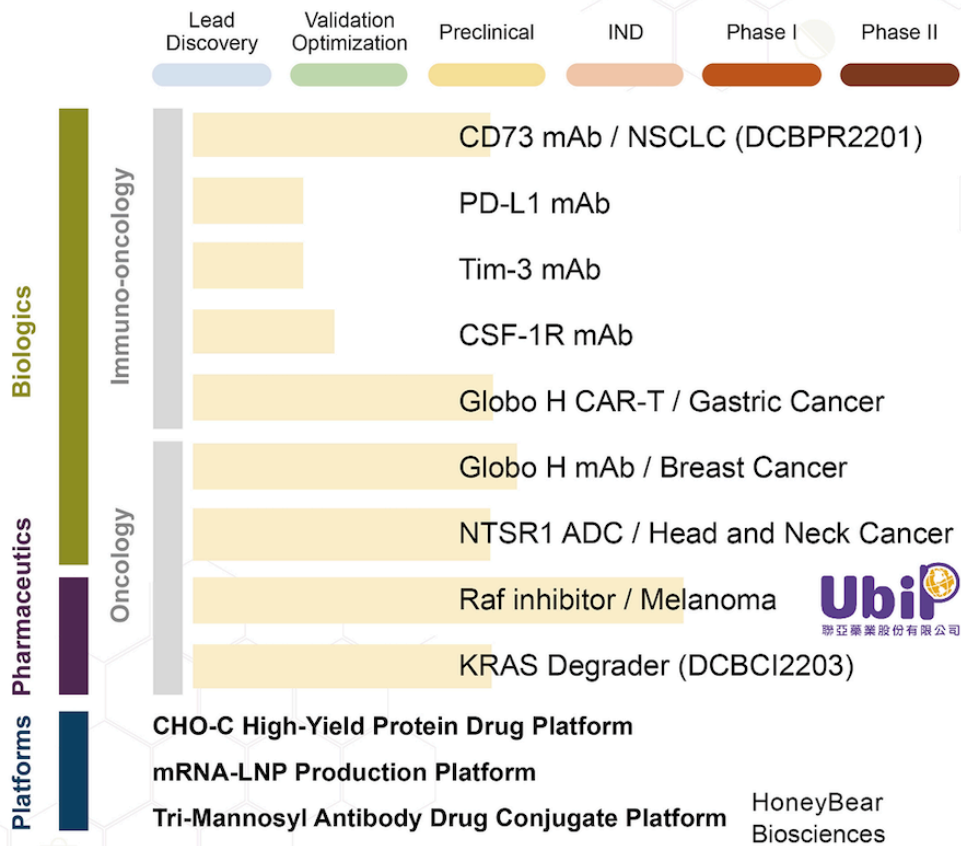 Lead
Discovery
Validation
Optimization
Preclinical
IND
Phase I
Phase II
Biologics
Immuno-oncology
CD73 mAb / NSCLC (DCBPR2201)
PD-L1 mAb
Tim-3 mAb
CSF-1R mAb
Globo H CAR-T / Gastric Cancer
Oncology
Globo H mAb / Breast Cancer
NTSR1 ADC / Head and Neck Cancer
Pharmaceutics
Raf inhibitor / Melanoma
UbiP
聯亞藥業股份有限公司
KRAS Degrader (DCBCI2203)
Platforms
CHO-C High-Yield Protein Drug Platform
mRNA-LNP Production Platform
Tri-Mannosyl Antibody Drug Conjugate Platform
HoneyBear
Biosciences